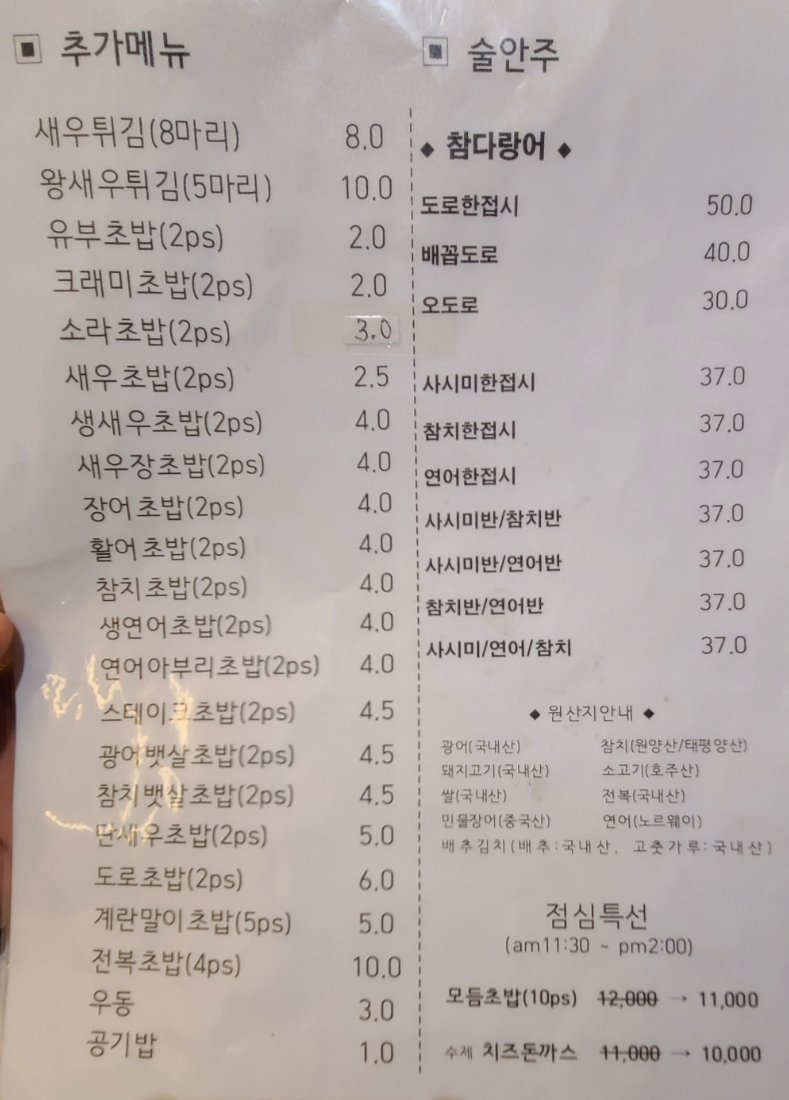 추가메뉴
새우튀김(8마리) 8.0
왕새우튀김(5마리) 10.0
유부초밥(2ps) 2.0
크래미초밥(2ps) 2.0
소라초밥(2ps) 3.0
새우초밥(2ps) 2.5
생새우초밥(2ps) 4.0
새우장초밥(2ps) 4.0
장어초밥(2ps) 4.0
활어초밥(2ps) 4.0
참치초밥(2ps) 4.0
생연어초밥(2ps) 4.0
연어아부리초밥(2ps) 4.0
스테이크초밥(2ps) 4.5
광어뱃살초밥(2ps) 4.5
참치뱃살초밥(2ps) 4.5
단새우초밥(2ps) 5.0
도로초밥(2ps) 6.0
계란말이초밥(5ps) 5.0
전복초밥(4ps) 10.0
우동 3.0
공기밥 1.0
술안주
◆ 참다랑어 ◆
도로한접시 50.0
배꼽도로 40.0
오도로 30.0
사시미한접시 37.0
참치한접시 37.0
연어한접시 37.0
사시미반/참치반 37.0
사시미반/연어반 37.0
참치반/연어반 37.0
사시미/연어/참치 37.0
◆ 원산지안내 ◆
광어(국내산) 참치(원양산/태평양산)
돼지고기(국내산) 소고기(호주산)
쌀(국내산) 전복(국내산)
민물장어(중국산) 연어(노르웨이)
배추김치(배추:국내산, 고춧가루:국내산)
점심특선
(am11:30 ~ pm2:00)
모듬초밥(10ps) 12,000 → 11,000
수제 치즈돈까스 11,000 → 10,000